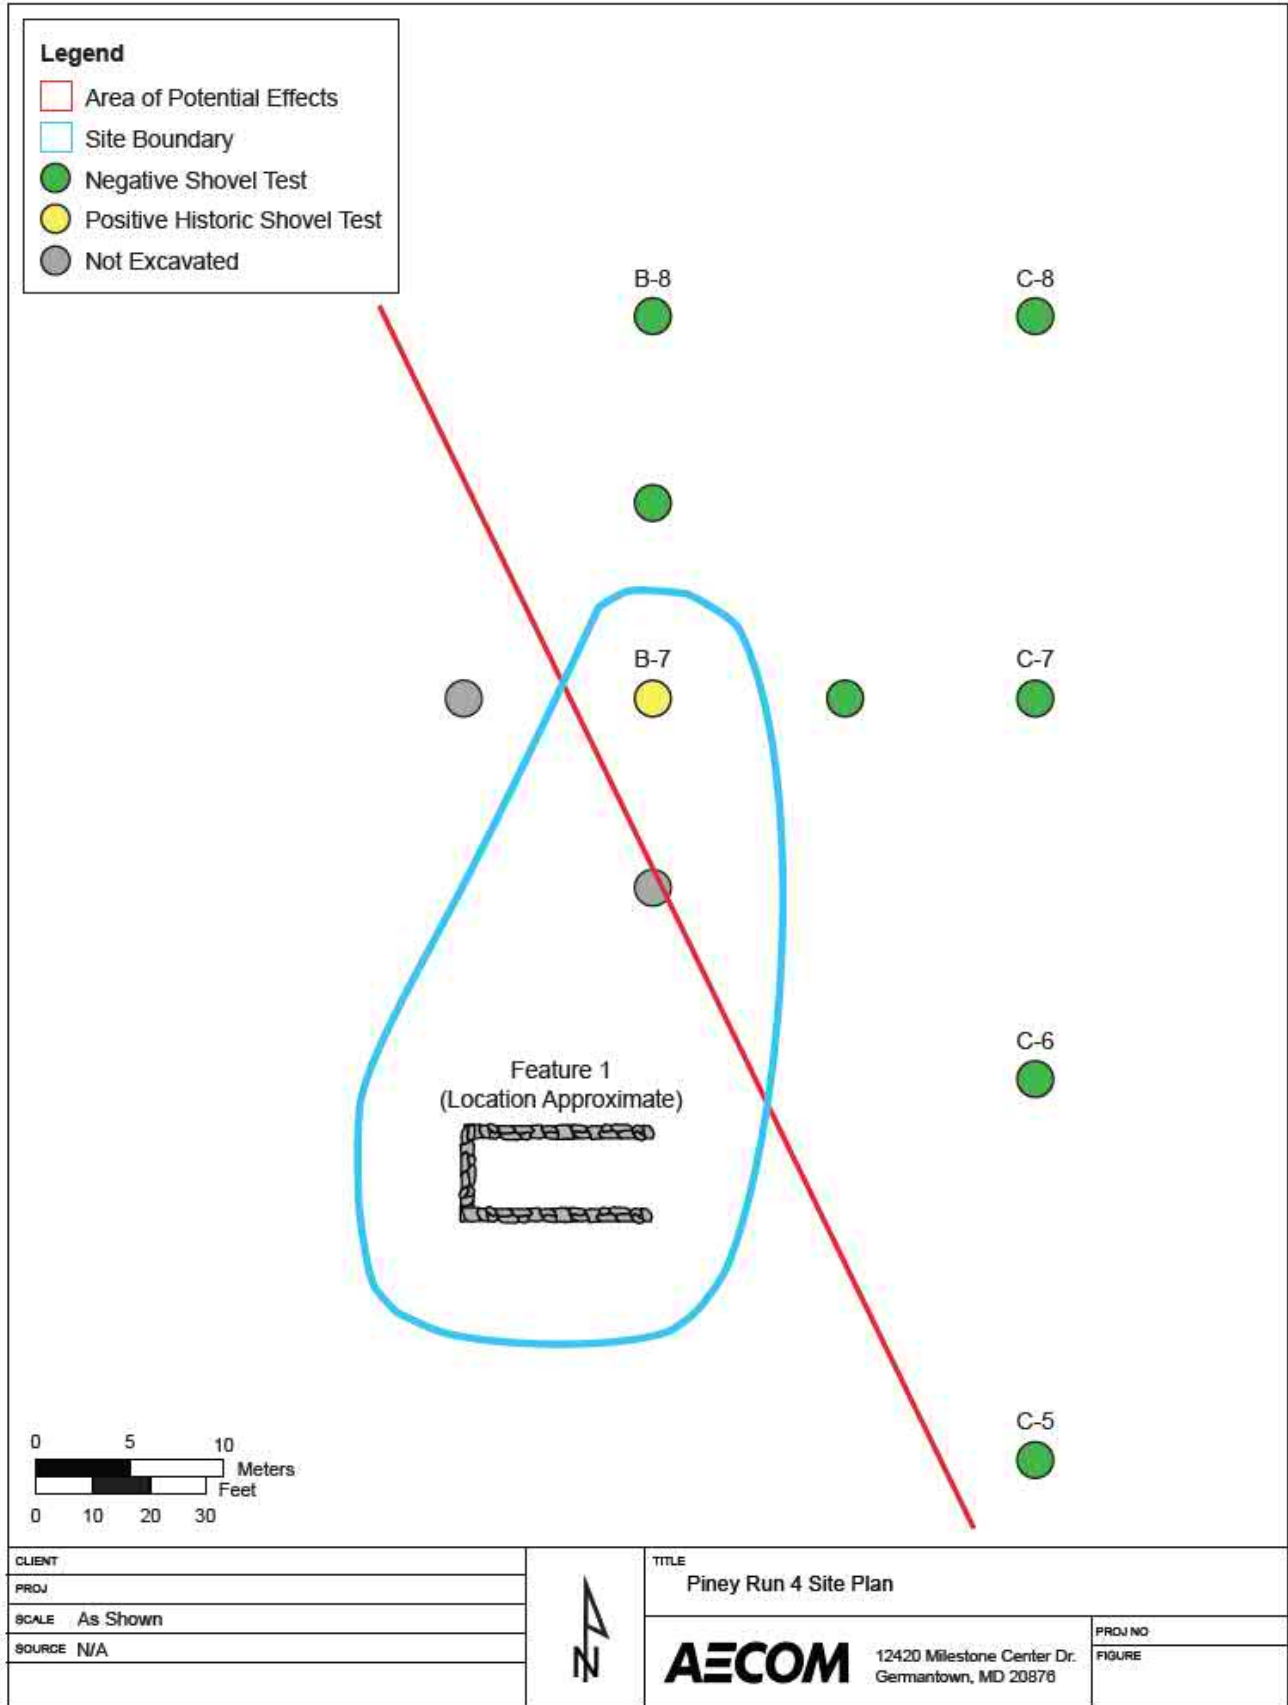 Legend
Area of Potential Effects
Site Boundary
Negative Shovel Test
Positive Historic Shovel Test
Not Excavated
B-8
C-8
B-7
C-7
C-6
Feature 1
(Location Approximate)
C-5
0 5 10
Meters
Feet
0 10 20 30
CLIENT
PROJ
SCALE As Shown
SOURCE N/A
N
TITLE
Piney Run 4 Site Plan
AECOM
12420 Milestone Center Dr.
Germantown, MD 20876
PROJ NO
FIGURE